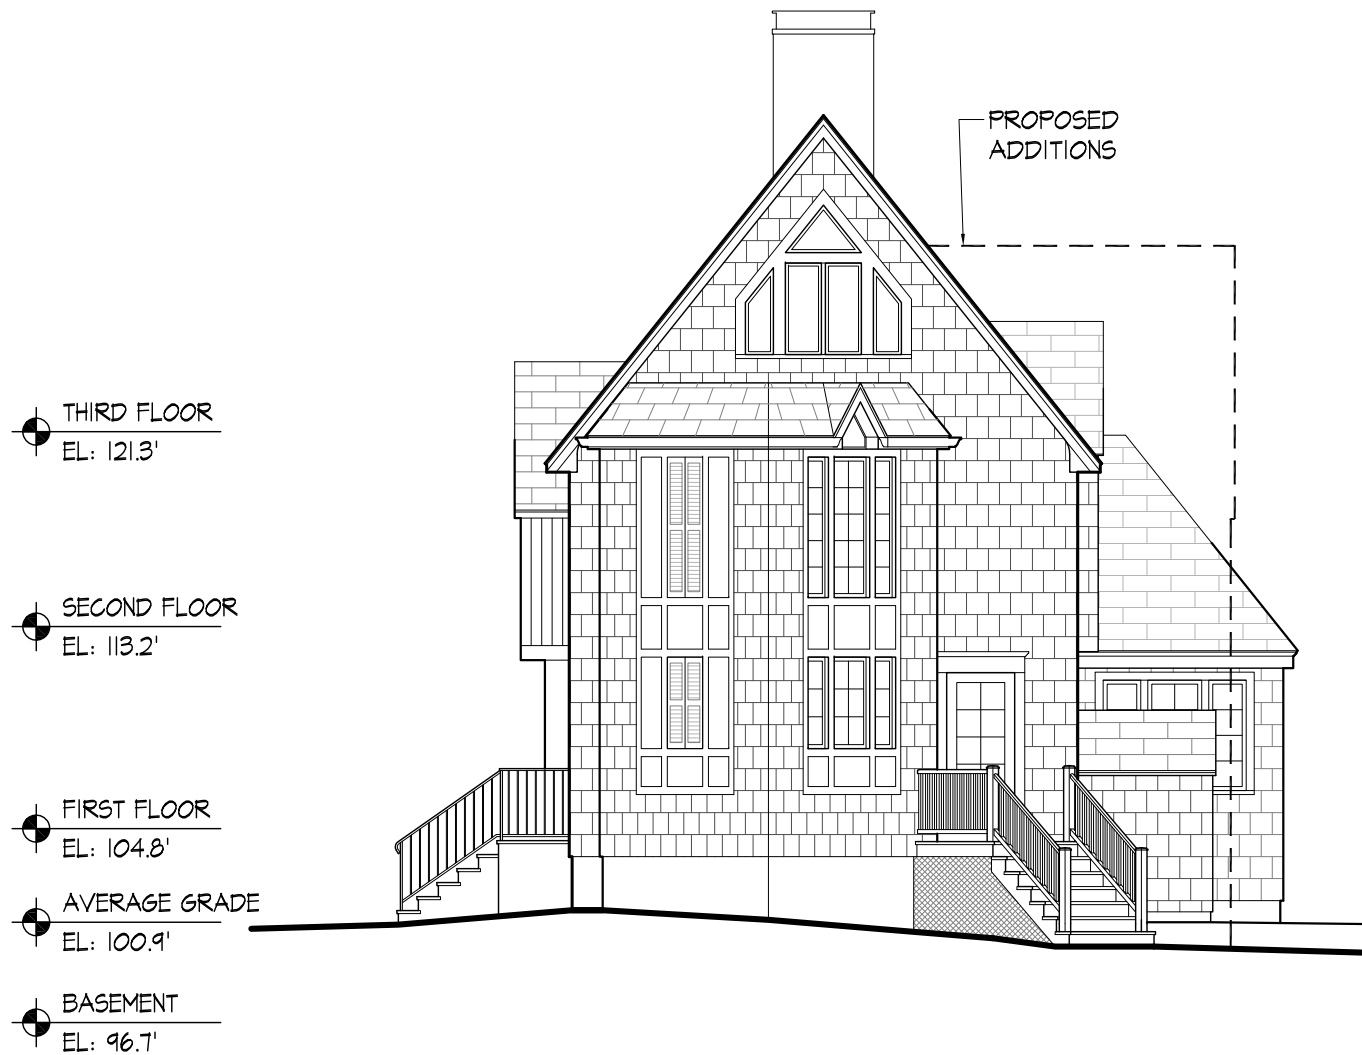 PROPOSED
ADDITIONS
THIRD FLOOR
EL: 121.3'
SECOND FLOOR
EL: 113.2'
FIRST FLOOR
EL: 104.8'
AVERAGE GRADE
EL: 100.9'
BASEMENT
EL: 96.7'